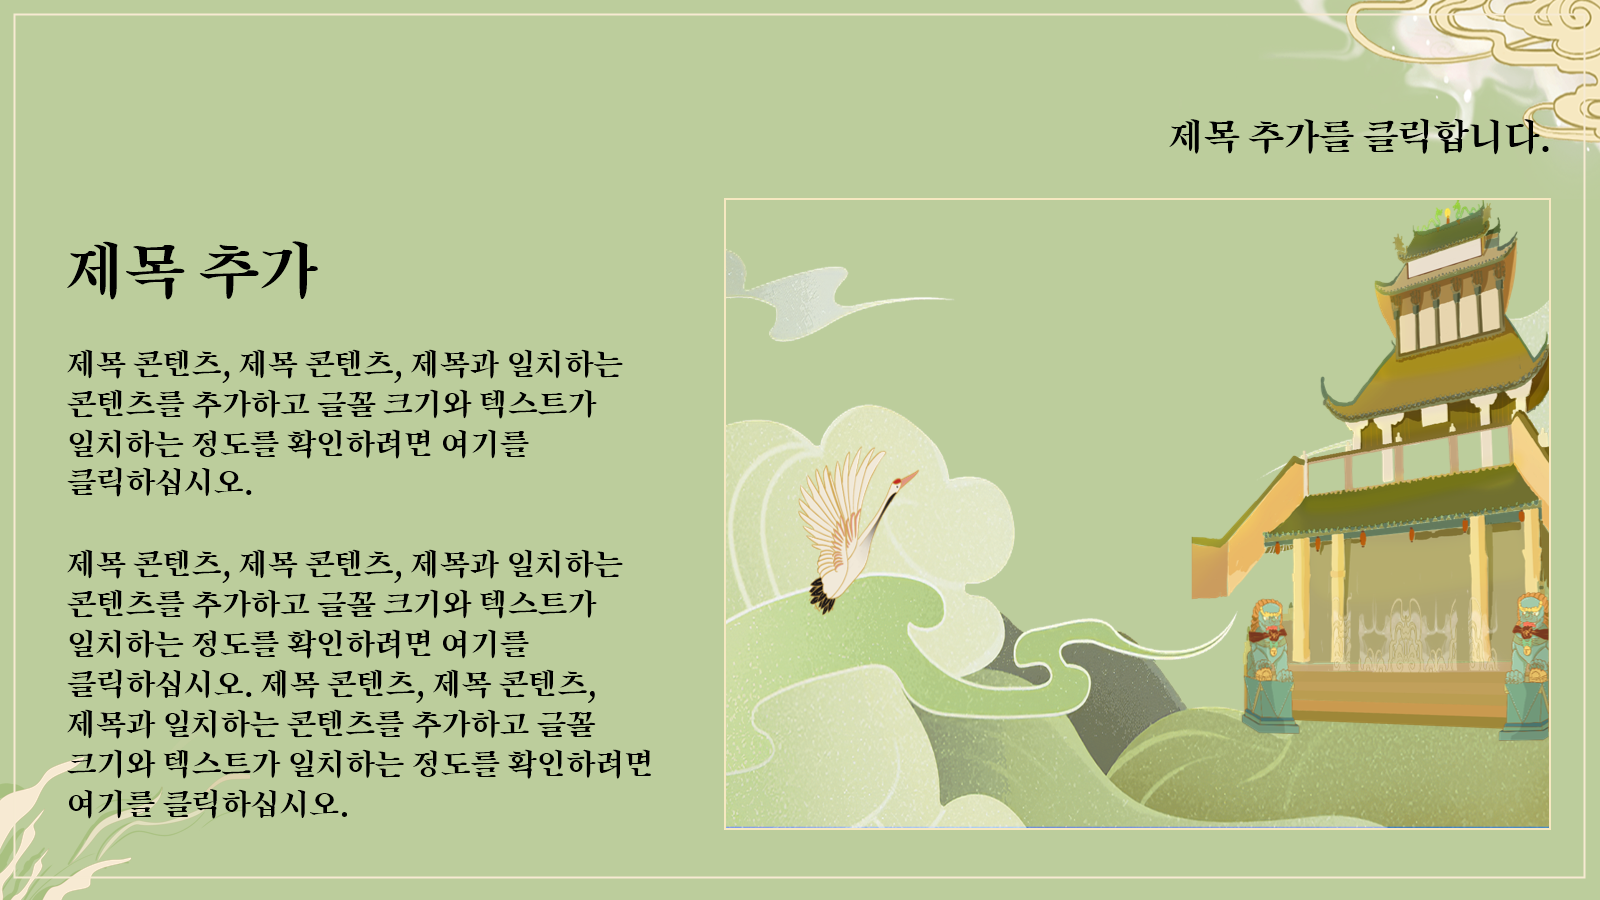 제목 추가를 클릭합니다.
제목 추가
제목 콘텐츠, 제목 콘텐츠, 제목과 일치하는
콘텐츠를 추가하고 글꼴 크기와 텍스트가
일치하는 정도를 확인하려면 여기를
클릭하십시오.
제목 콘텐츠, 제목 콘텐츠, 제목과 일치하는
콘텐츠를 추가하고 글꼴 크기와 텍스트가
일치하는 정도를 확인하려면 여기를
클릭하십시오. 제목 콘텐츠, 제목 콘텐츠,
제목과 일치하는 콘텐츠를 추가하고 글꼴
크기와 텍스트가 일치하는 정도를 확인하려면
여기를 클릭하십시오.